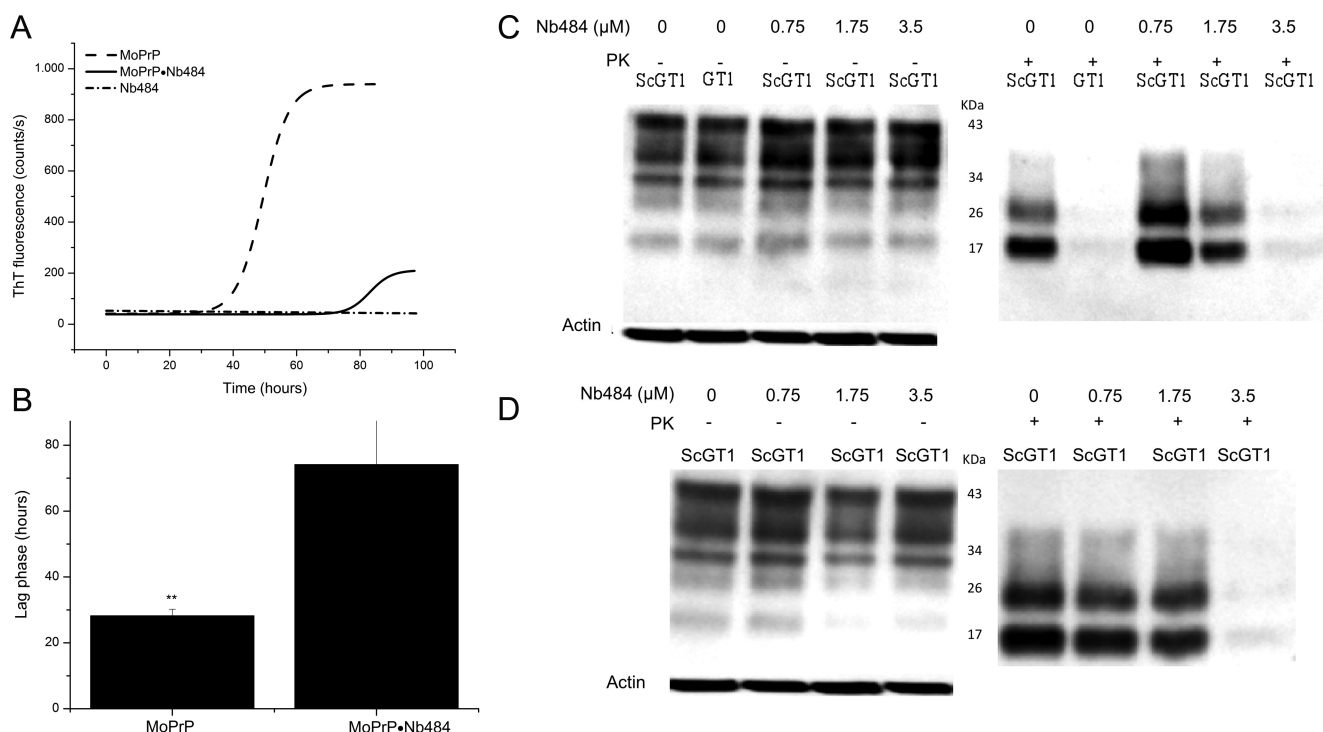 A
MoPrP
MoPrP●Nb484
Nb484
1.000
800
600
400
200
0
ThT fluorescence (counts/s)
0 20 40 60 80 100
Time (hours)
B
80
60
40
20
0
Lag phase (hours)
**
MoPrP MoPrP●Nb484
C
Nb484 (µM) 0 0 0.75 1.75 3.5 0 0 0.75 1.75 3.5
PK - - - - - + + + + +
ScGT1 GT1 ScGT1 ScGT1 ScGT1 ScGT1 GT1 ScGT1 ScGT1 ScGT1
KDa
43
34
26
17
Actin
D
Nb484 (µM) 0 0.75 1.75 3.5 0 0.75 1.75 3.5
PK - - - - + + + +
ScGT1 ScGT1 ScGT1 ScGT1 ScGT1 ScGT1 ScGT1 ScGT1
KDa
43
34
26
17
Actin